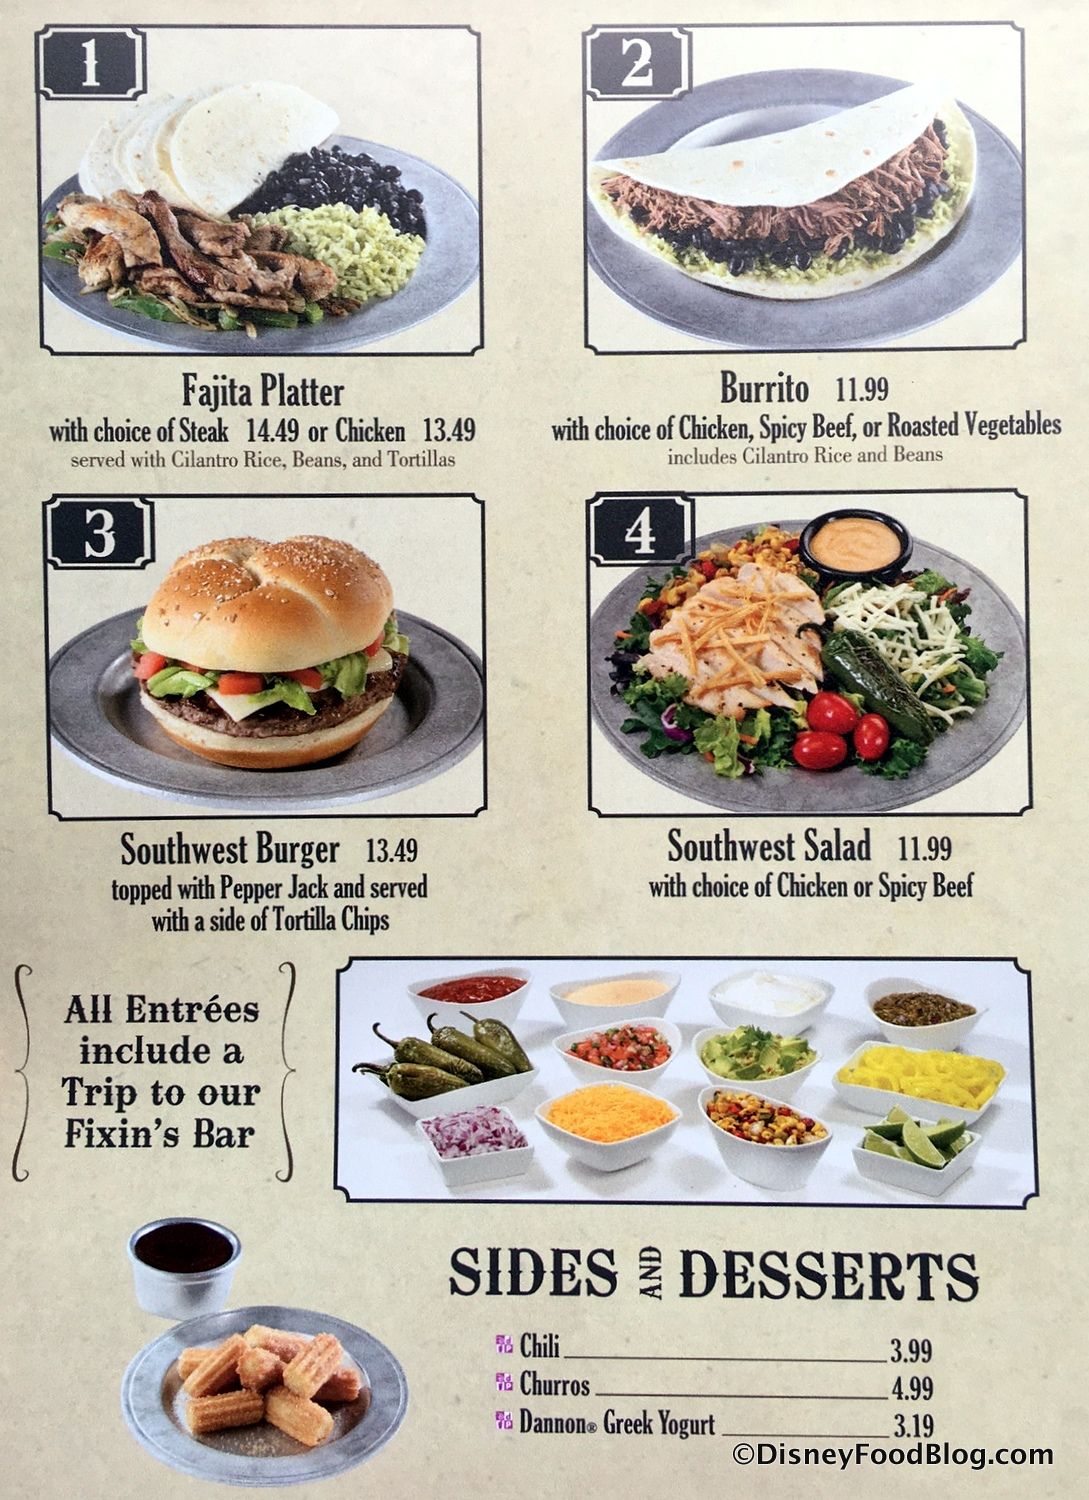 1
Fajita Platter
with choice of Steak 14.49 or Chicken 13.49
served with Cilantro Rice, Beans, and Tortillas
2
Burrito 11.99
with choice of Chicken, Spicy Beef, or Roasted Vegetables
includes Cilantro Rice and Beans
3
Southwest Burger 13.49
topped with Pepper Jack and served
with a side of Tortilla Chips
4
Southwest Salad 11.99
with choice of Chicken or Spicy Beef
All Entrées
include a
Trip to our
Fixin's Bar
SIDES AND DESSERTS
Chili 3.99
Churros 4.99
Dannon® Greek Yogurt 3.19
©DisneyFoodBlog.com